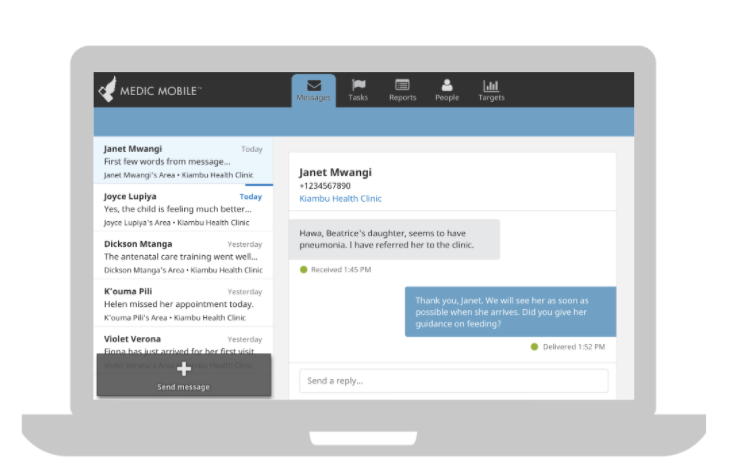 MEDIC MOBILE™
Messages
Tasks
Reports
People
Targets
Janet Mwangi Today
First few words from message...
Janet Mwangi's Area • Kiambu Health Clinic
Joyce Lupiya Today
Yes, the child is feeling much better...
Joyce Lupiya's Area • Kiambu Health Clinic
Dickson Mtanga Yesterday
The antenatal care training went well...
Dickson Mtanga's Area • Kiambu Health Clinic
K'ouma Pili Yesterday
Helen missed her appointment today.
K'ouma Pili's Area • Kiambu Health Clinic
Violet Verona Yesterday
Fiona has just arrived for her first visit
Send message
Janet Mwangi
+1234567890
Kiambu Health Clinic
Hawa, Beatrice's daughter, seems to have
pneumonia. I have referred her to the clinic.
Received 1:45 PM
Thank you, Janet. We will see her as soon as
possible when she arrives. Did you give her
guidance on feeding?
Delivered 1:52 PM
Send a reply...